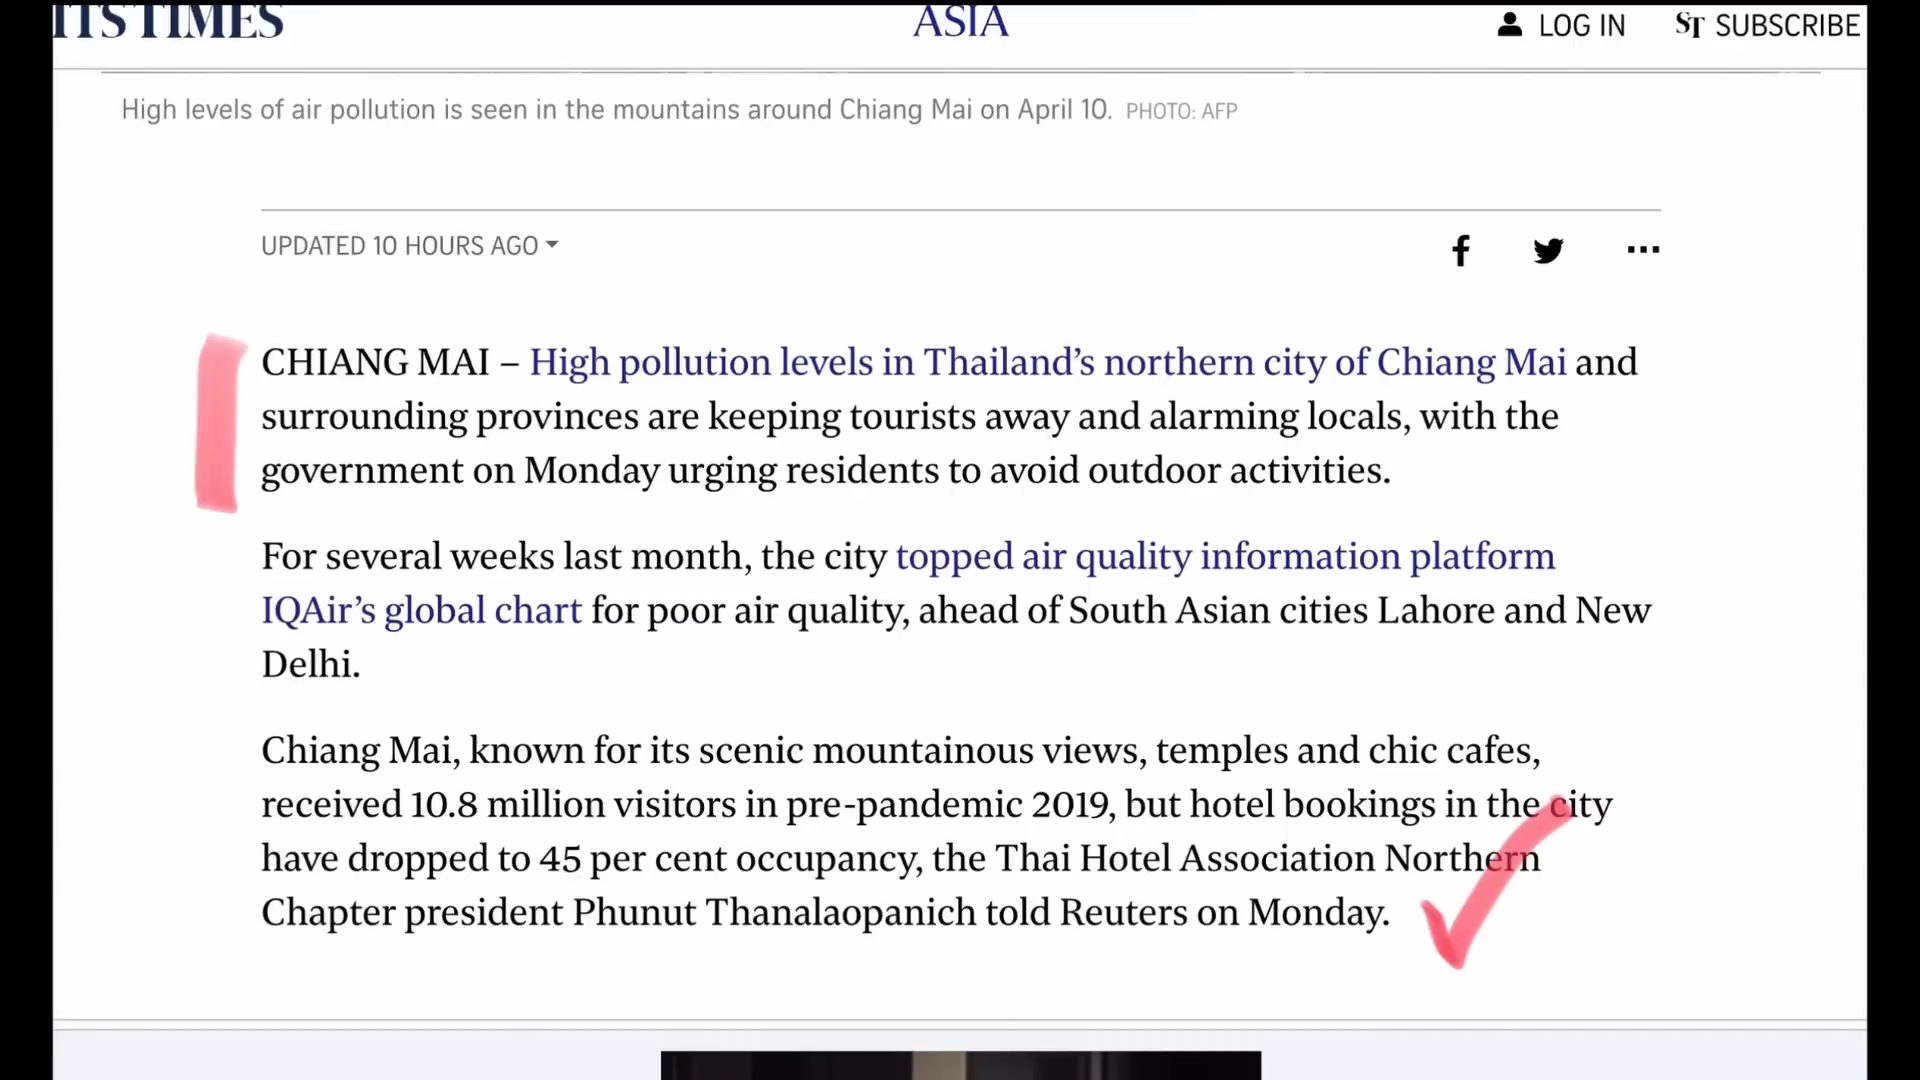 ITS TIMES
ASIA
LOG IN
ST SUBSCRIBE
High levels of air pollution is seen in the mountains around Chiang Mai on April 10. PHOTO: AFP
UPDATED 10 HOURS AGO
CHIANG MAI – High pollution levels in Thailand’s northern city of Chiang Mai and
surrounding provinces are keeping tourists away and alarming locals, with the
government on Monday urging residents to avoid outdoor activities.
For several weeks last month, the city topped air quality information platform
IQAir’s global chart for poor air quality, ahead of South Asian cities Lahore and New
Delhi.
Chiang Mai, known for its scenic mountainous views, temples and chic cafes,
received 10.8 million visitors in pre-pandemic 2019, but hotel bookings in the city
have dropped to 45 per cent occupancy, the Thai Hotel Association Northern
Chapter president Phunut Thanalaopanich told Reuters on Monday.